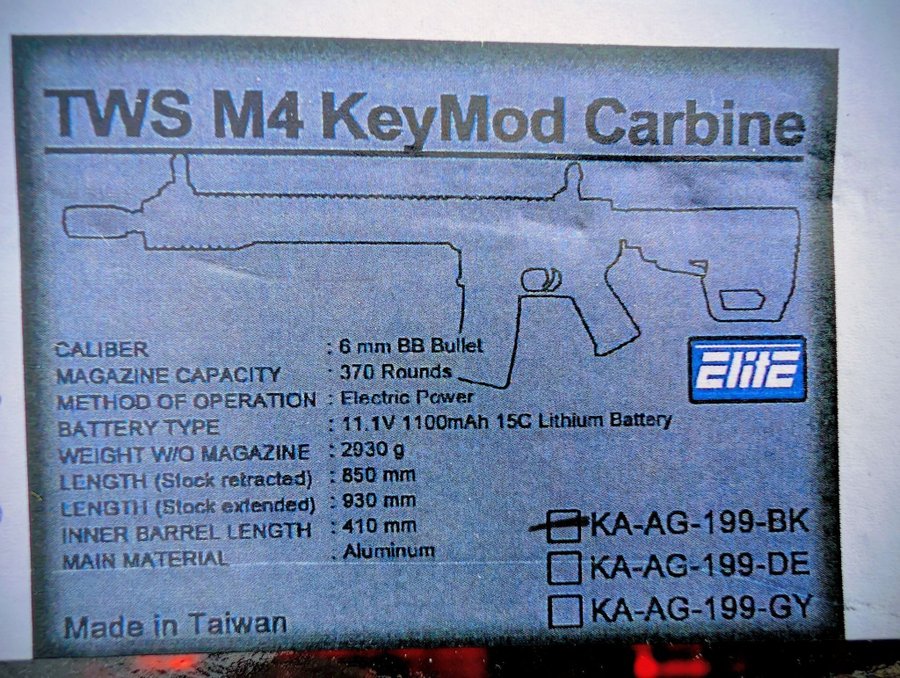 TWS M4 KeyMod Carbine
CALIBER : 6 mm BB Bullet
MAGAZINE CAPACITY : 370 Rounds
METHOD OF OPERATION : Electric Power
BATTERY TYPE : 11.1V 1100mAh 15C Lithium Battery
WEIGHT W/O MAGAZINE : 2930 g
LENGTH (Stock retracted) : 850 mm
LENGTH (Stock extended) : 930 mm
INNER BARREL LENGTH : 410 mm
MAIN MATERIAL : Aluminum
ElitE
KA-AG-199-BK
KA-AG-199-DE
KA-AG-199-GY
Made in Taiwan